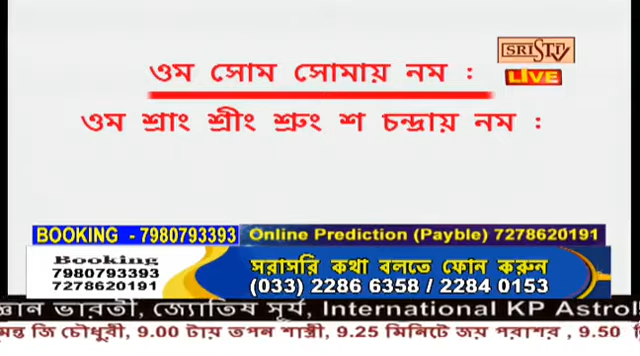 SRISTI TV
LIVE
ওম সোম সোমায় নম :
ওম শ্রাং শ্রীং শ্রুং শ চন্দ্রায় নম :
BOOKING - 7980793393
Online Prediction (Payble) 7278620191
Booking
7980793393
7278620191
সরাসরি কথা বলতে ফোন করুন
(033) 2286 6358 / 2284 0153
ভারতী, জ্যোতিষ সূর্য, International KP Astrol
জি চৌধুরী, 9.00 টায় তপন শাস্ত্রী, 9.25 মিনিটে জয় পরাশর , 9.50